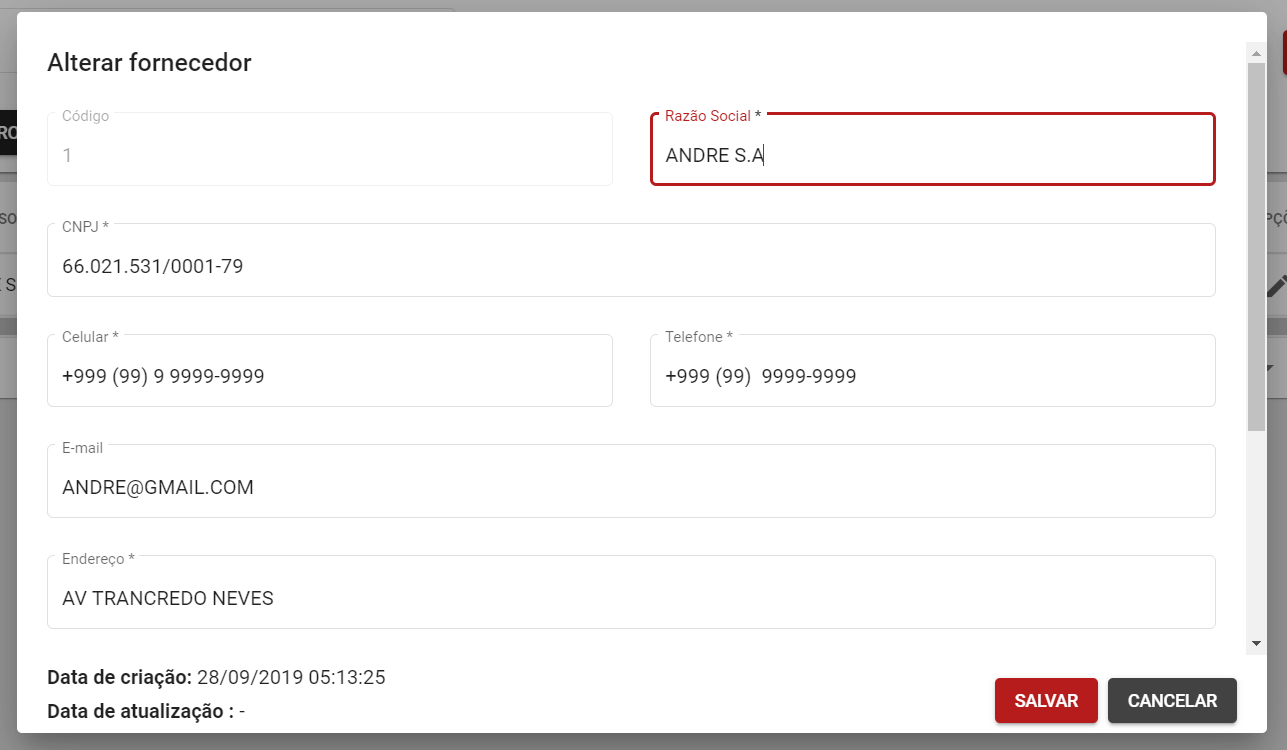 Alterar fornecedor
Código
1
Razão Social *
ANDRE S.A
CNPJ *
66.021.531/0001-79
Celular *
+999 (99) 9 9999-9999
Telefone *
+999 (99)  9999-9999
E-mail
ANDRE@GMAIL.COM
Endereço *
AV TRANCREDO NEVES
Data de criação: 28/09/2019 05:13:25
Data de atualização : -
SALVAR
CANCELAR